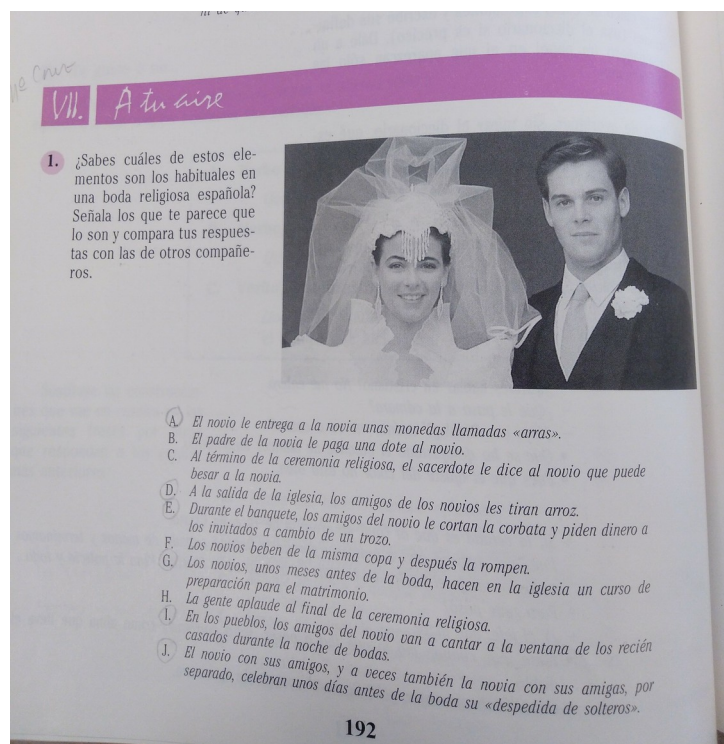 VII. A tu aire
1. ¿Sabes cuáles de estos ele-
mentos son los habituales en
una boda religiosa española?
Señala los que te parece que
lo son y compara tus respues-
tas con las de otros compañe-
ros.
A. El novio le entrega a la novia unas monedas llamadas «arras».
B. El padre de la novia le paga una dote al novio.
C. Al término de la ceremonia religiosa, el sacerdote le dice al novio que puede
besar a la novia.
D. A la salida de la iglesia, los amigos de los novios les tiran arroz.
E. Durante el banquete, los amigos del novio le cortan la corbata y piden dinero a
los invitados a cambio de un trozo.
F. Los novios beben de la misma copa y después la rompen.
G. Los novios, unos meses antes de la boda, hacen en la iglesia un curso de
preparación para el matrimonio.
H. La gente aplaude al final de la ceremonia religiosa.
I. En los pueblos, los amigos del novio van a cantar a la ventana de los recién
casados durante la noche de bodas.
J. El novio con sus amigos, y a veces también la novia con sus amigas, por
separado, celebran unos días antes de la boda su «despedida de solteros».
192